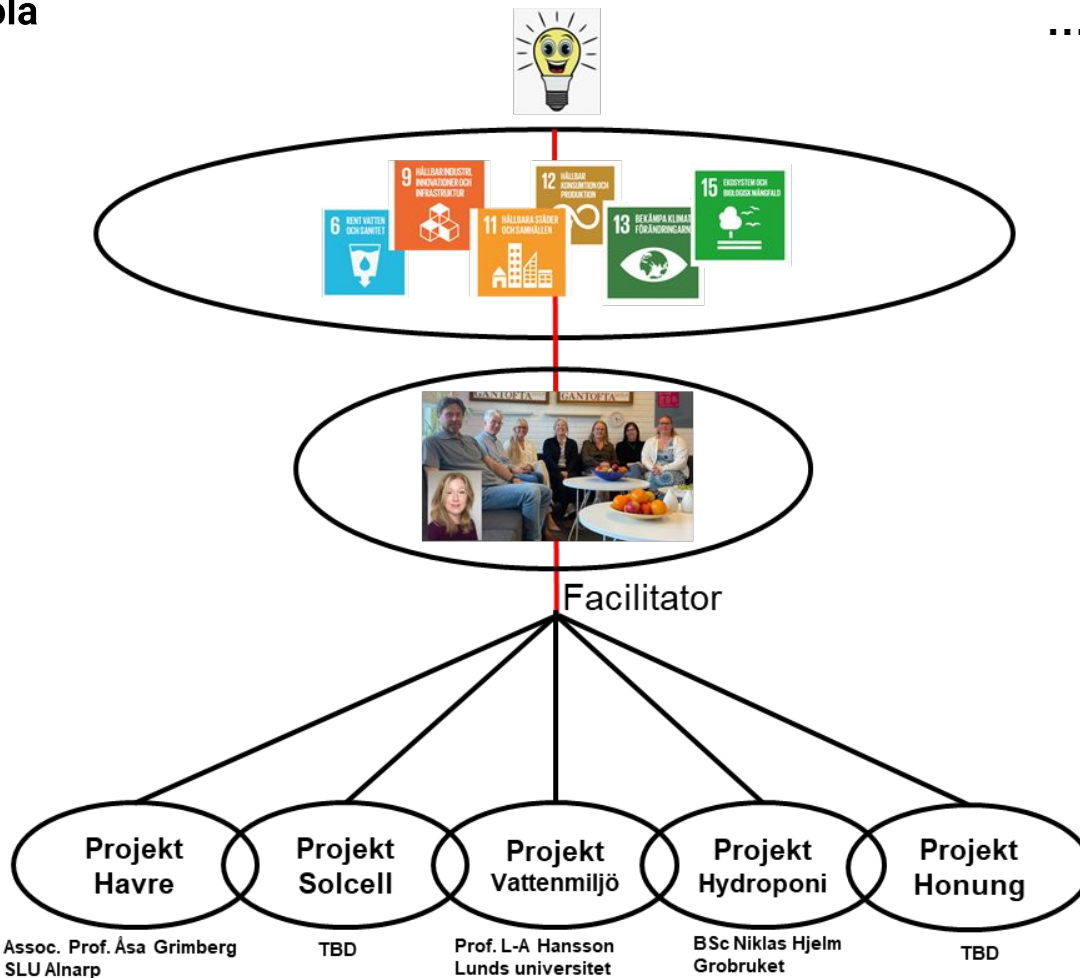 ...
9 HÅLLBAR INDUSTRI,
INNOVATIONER OCH
INFRASTRUKTUR
12 HÅLLBAR
KONSUMTION OCH
PRODUKTION
15 EKOSYSTEM OCH
BIOLOGISK MÅNGFALD
6 RENT VATTEN
OCH SANITET
11 HÅLLBARA STÄDER
OCH SAMHÄLLEN
13 BEKÄMPA KLIMAT
FÖRÄNDRINGARN
GANTOFTA
GANTOFTA
Facilitator
Projekt
Havre
Projekt
Solcell
Projekt
Vattenmiljö
Projekt
Hydroponi
Projekt
Honung
Assoc. Prof. Åsa Grimberg
SLU Alnarp
TBD
Prof. L-A Hansson
Lunds universitet
BSc Niklas Hjelm
Grobruket
TBD